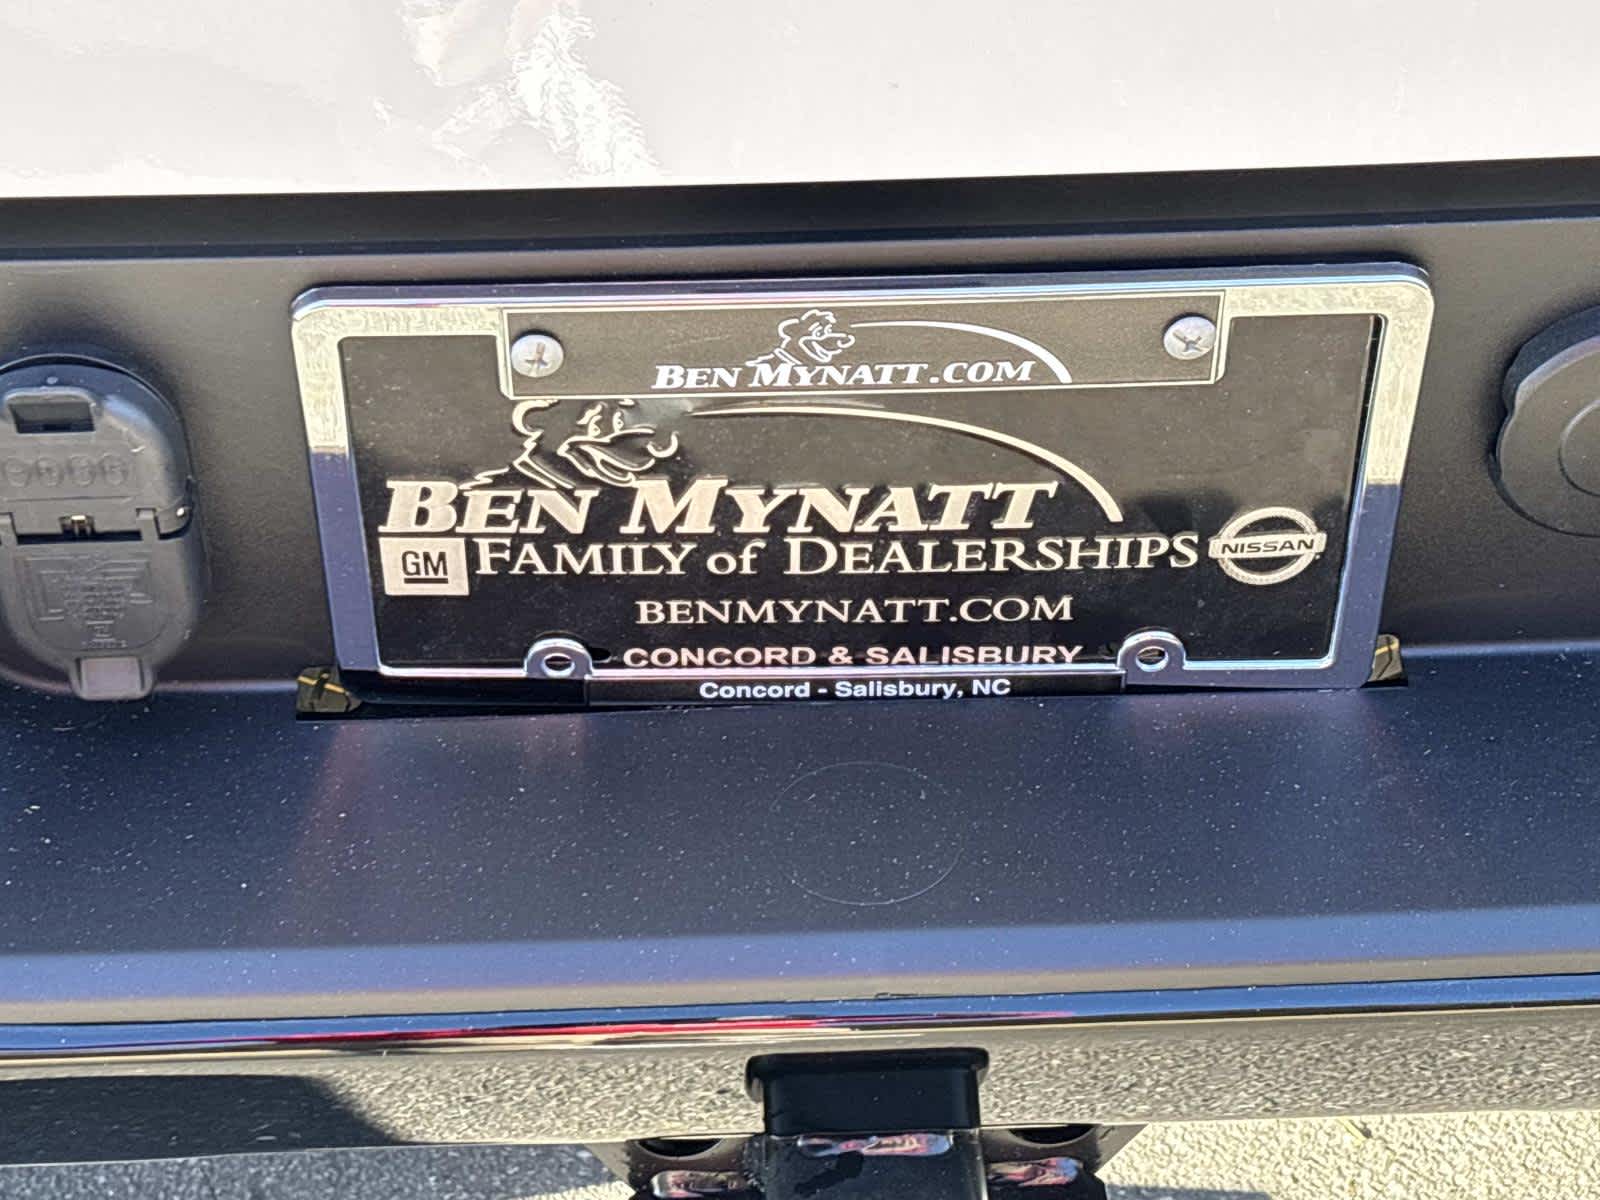 BEN MYNATT.COM
BEN MYNATT
GM FAMILY of DEALERSHIPS NISSAN
BENMYNATT.COM
CONCORD & SALISBURY
Concord - Salisbury, NC